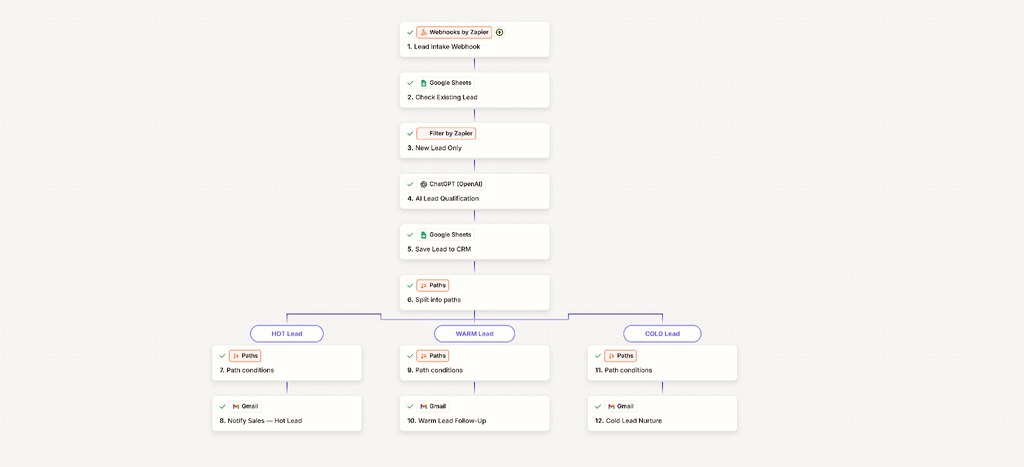 Webhooks by Zapier
1. Lead Intake Webhook
Google Sheets
2. Check Existing Lead
Filter by Zapier
3. New Lead Only
ChatGPT (OpenAI)
4. AI Lead Qualification
Google Sheets
5. Save Lead to CRM
Paths
6. Split into paths
HOT Lead
WARM Lead
COLD Lead
Paths
7. Path conditions
Paths
9. Path conditions
Paths
11. Path conditions
Gmail
8. Notify Sales — Hot Lead
Gmail
10. Warm Lead Follow-Up
Gmail
12. Cold Lead Nurture